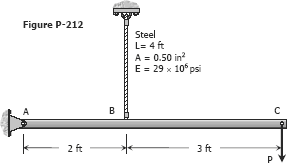 Figure P-212
Steel
L= 4 ft
A = 0.50 in²
E = 29 × 10⁶ psi
A
B
C
2 ft
3 ft
P